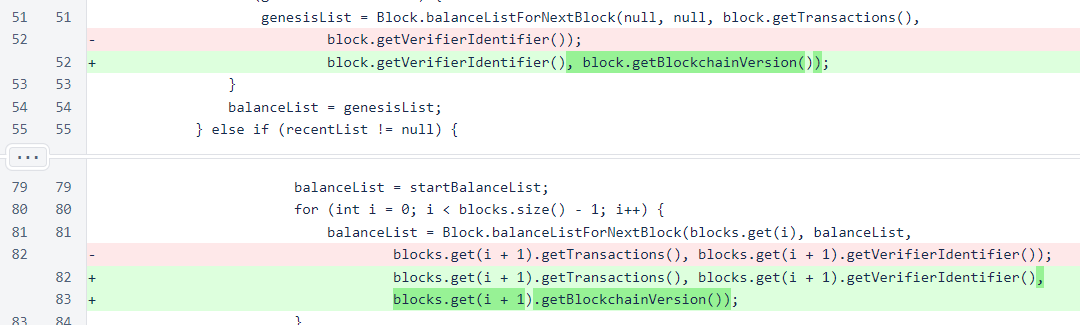 51 51 genesisList = Block.balanceListForNextBlock(null, null, block.getTransactions(),
52 - block.getVerifierIdentifier());
52 + block.getVerifierIdentifier(), block.getBlockchainVersion());
53 53 }
54 54 balanceList = genesisList;
55 55 } else if (recentList != null) {
...
79 79 balanceList = startBalanceList;
80 80 for (int i = 0; i < blocks.size() - 1; i++) {
81 81 balanceList = Block.balanceListForNextBlock(blocks.get(i), balanceList,
82 - blocks.get(i + 1).getTransactions(), blocks.get(i + 1).getVerifierIdentifier());
82 + blocks.get(i + 1).getTransactions(), blocks.get(i + 1).getVerifierIdentifier(),
83 + blocks.get(i + 1).getBlockchainVersion());
83 84 }